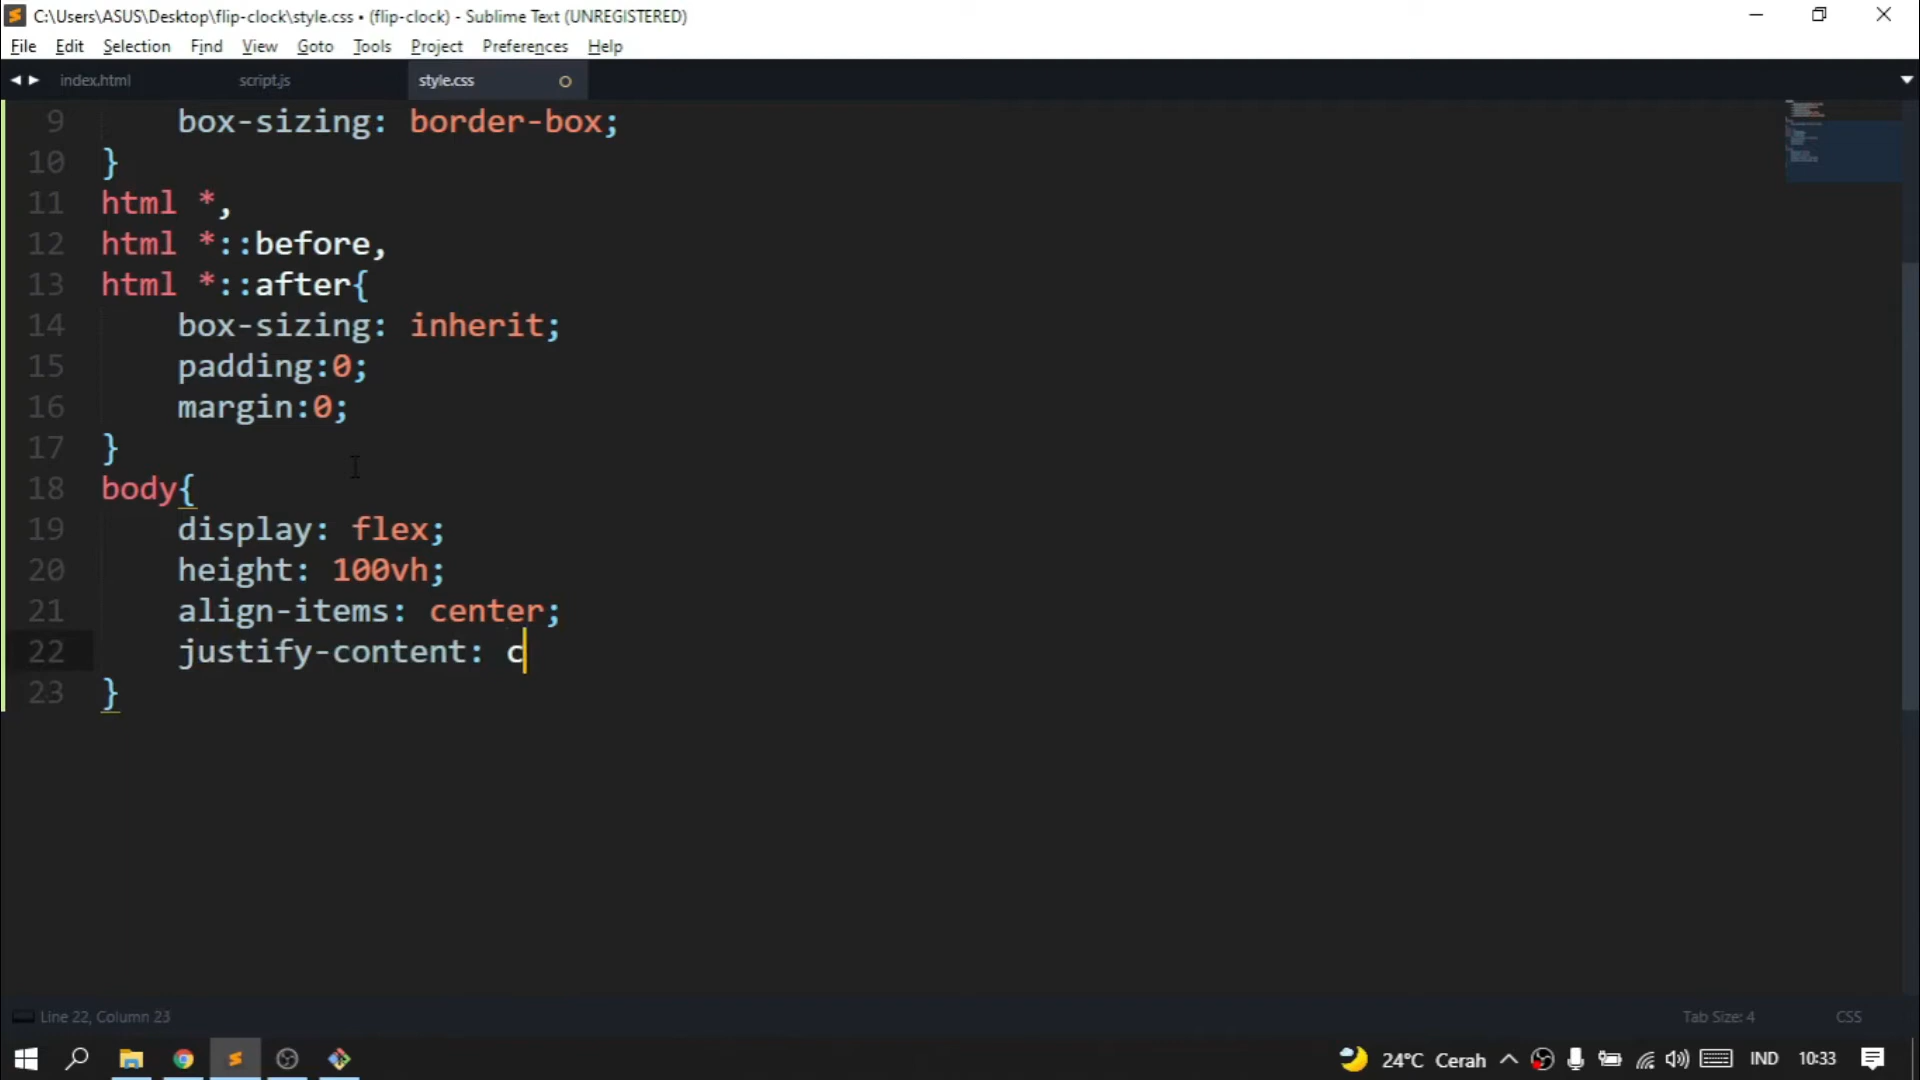 C:\Users\ASUS\Desktop\flip-clock\style.css • (flip-clock) - Sublime Text (UNREGISTERED)
File Edit Selection Find View Goto Tools Project Preferences Help
index.html script.js style.css
9 box-sizing: border-box;
10 }
11 html *,
12 html *::before,
13 html *::after{
14 box-sizing: inherit;
15 padding:0;
16 margin:0;
17 }
18 body{
19 display: flex;
20 height: 100vh;
21 align-items: center;
22 justify-content: c
23 }
Line 22, Column 23 Tab Size: 4 CSS
24°C Cerah IND 10:33